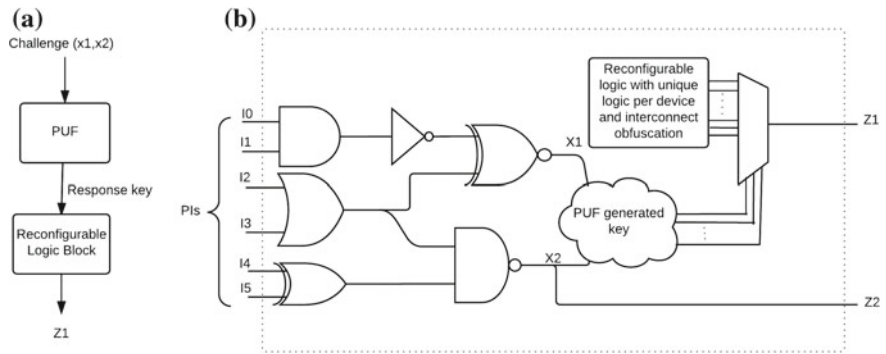 (a)
Challenge (x1,x2)
PUF
Response key
Reconfigurable
Logic Block
Z1
(b)
PIs
I0
I1
I2
I3
I4
I5
X1
X2
PUF generated
key
Reconfigurable
logic with unique
logic per device
and interconnect
obfuscation
Z1
Z2